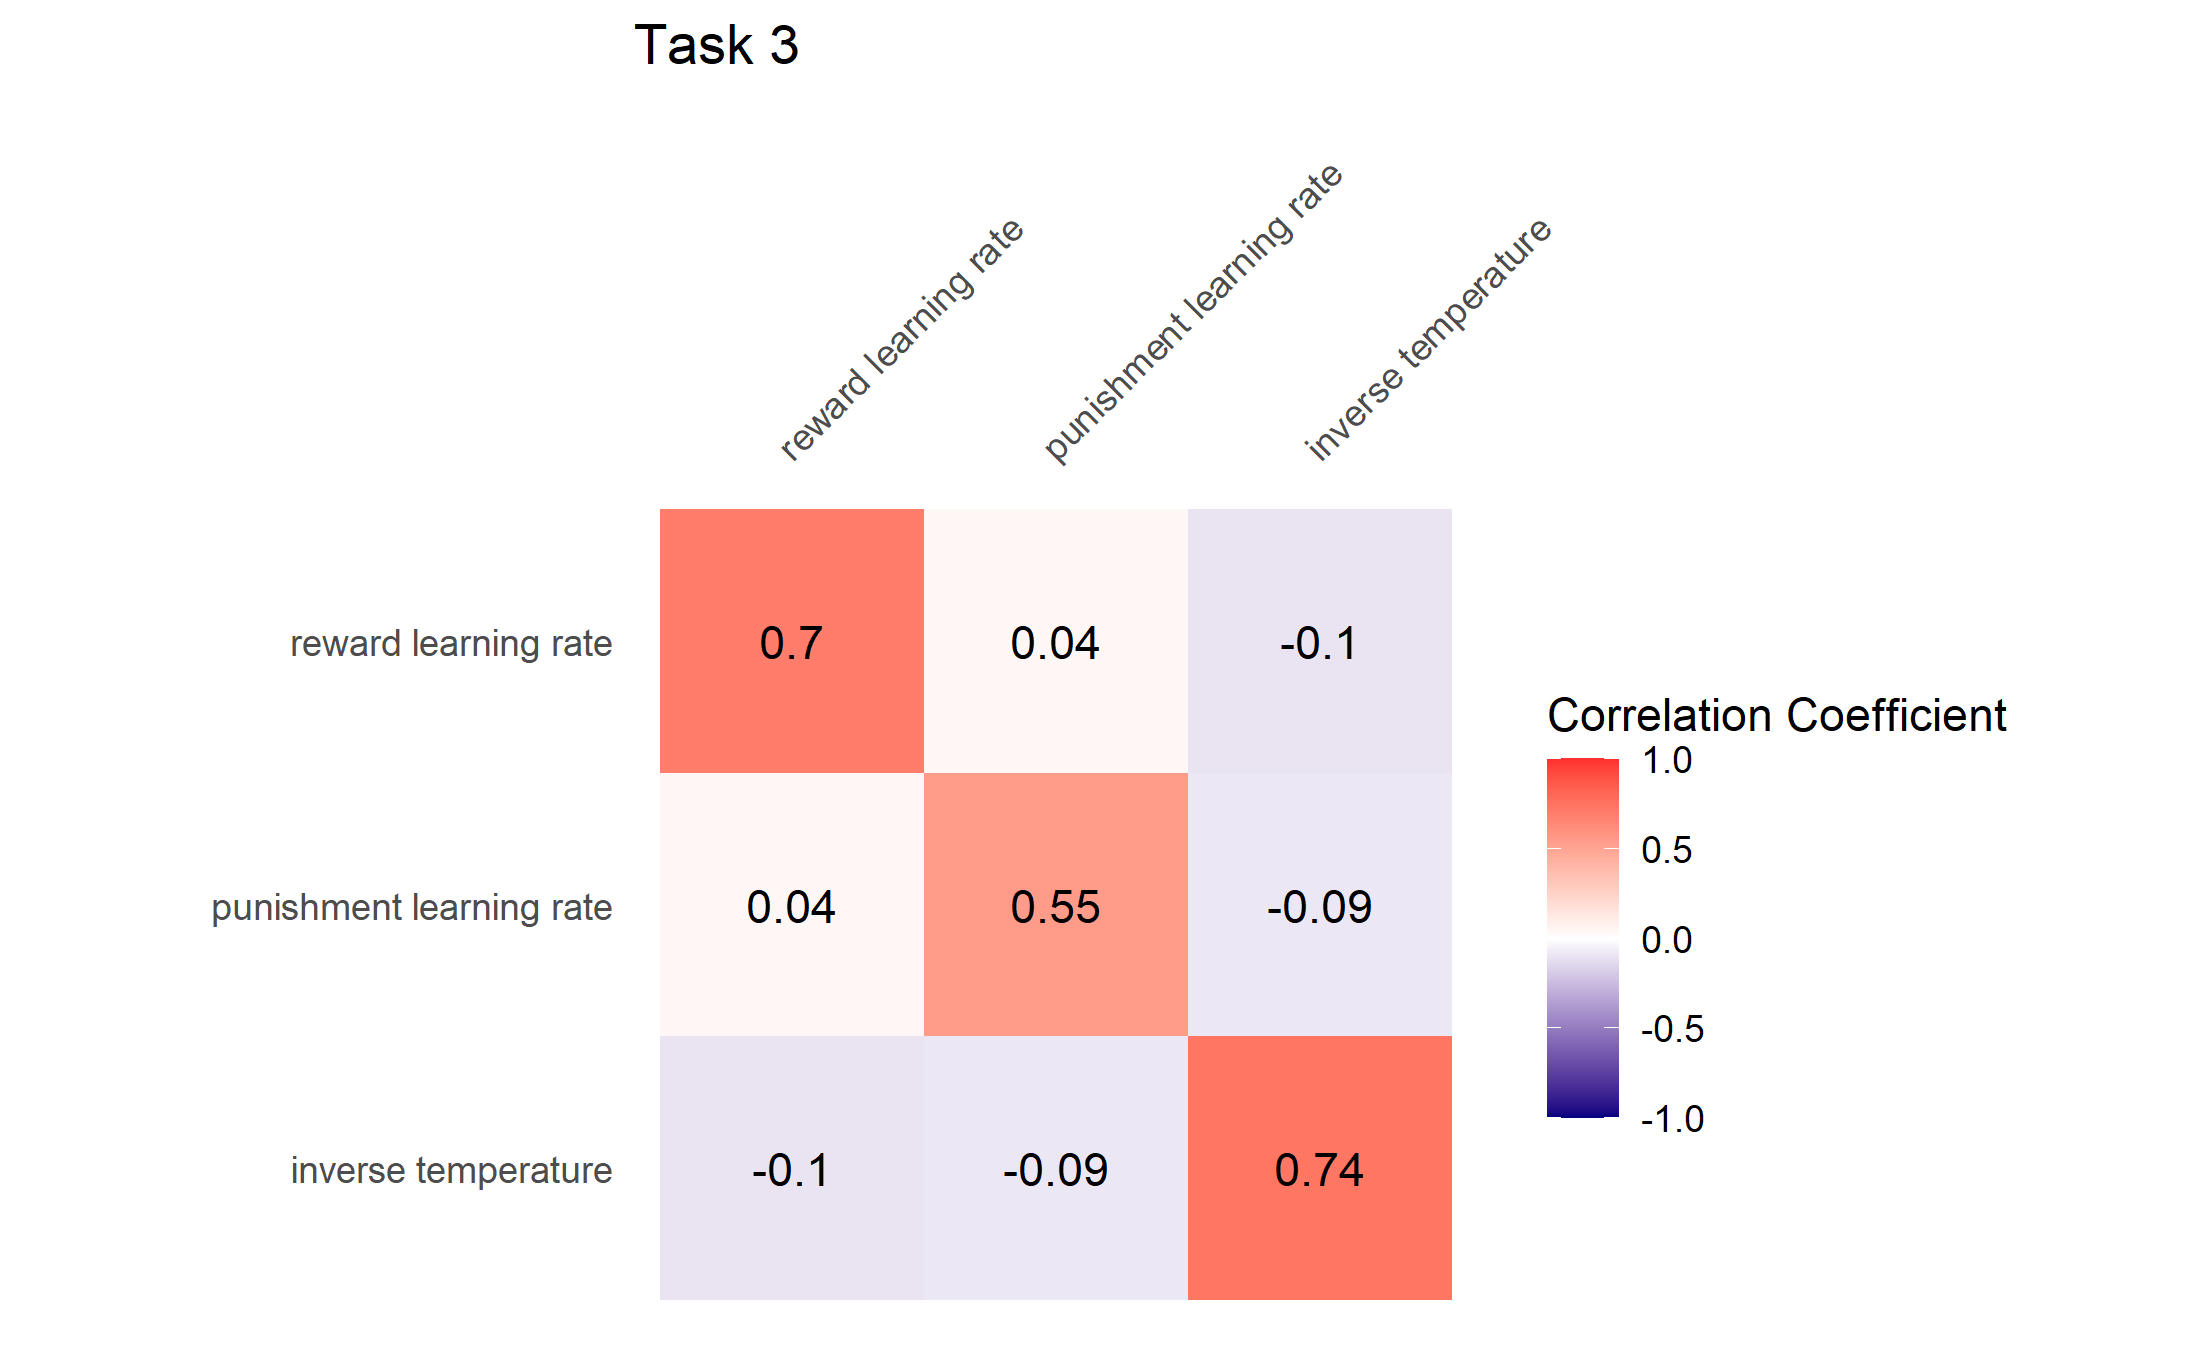 Task 3
reward learning rate
punishment learning rate
inverse temperature
reward learning rate
0.7
0.04
-0.1
punishment learning rate
0.04
0.55
-0.09
inverse temperature
-0.1
-0.09
0.74
Correlation Coefficient
1.0
0.5
0.0
-0.5
-1.0